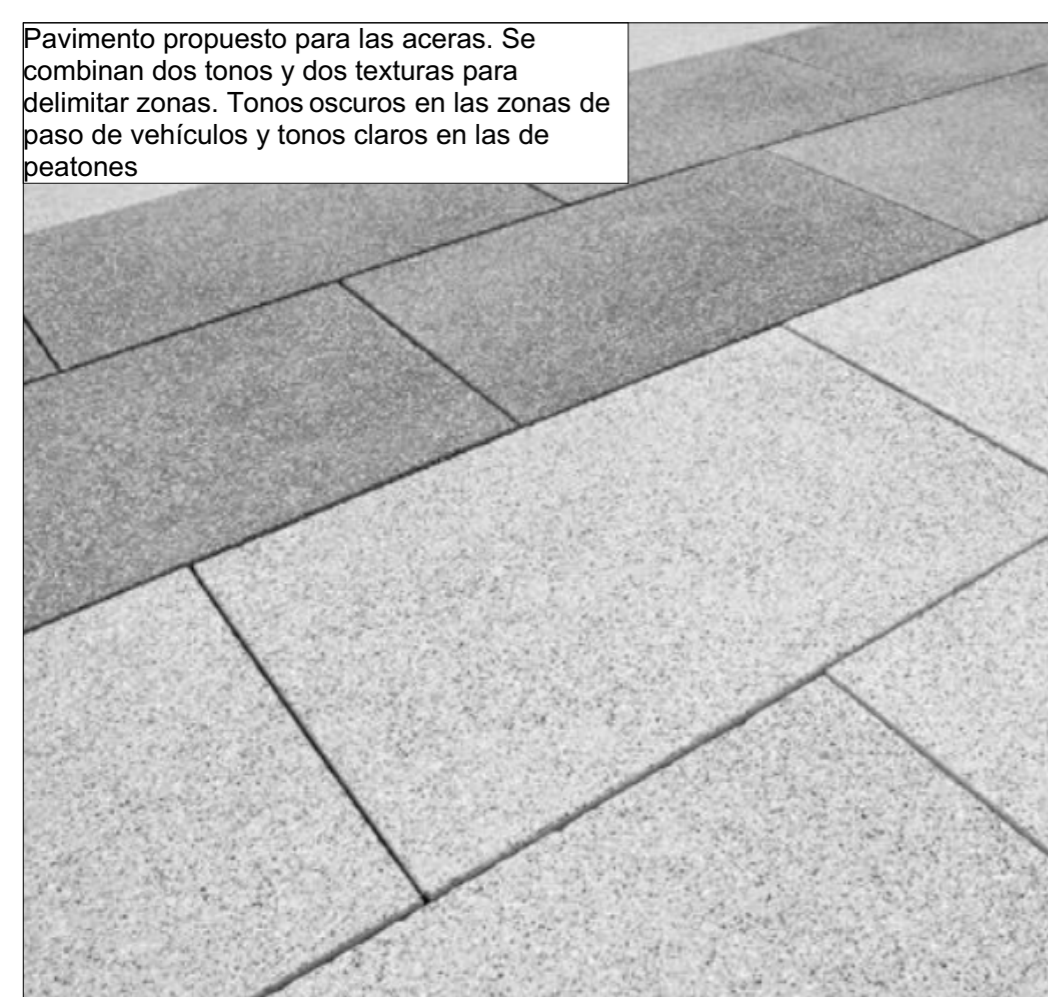 Pavimento propuesto para las aceras. Se
combinan dos tonos y dos texturas para
delimitar zonas. Tonos oscuros en las zonas de
paso de vehículos y tonos claros en las de
peatones